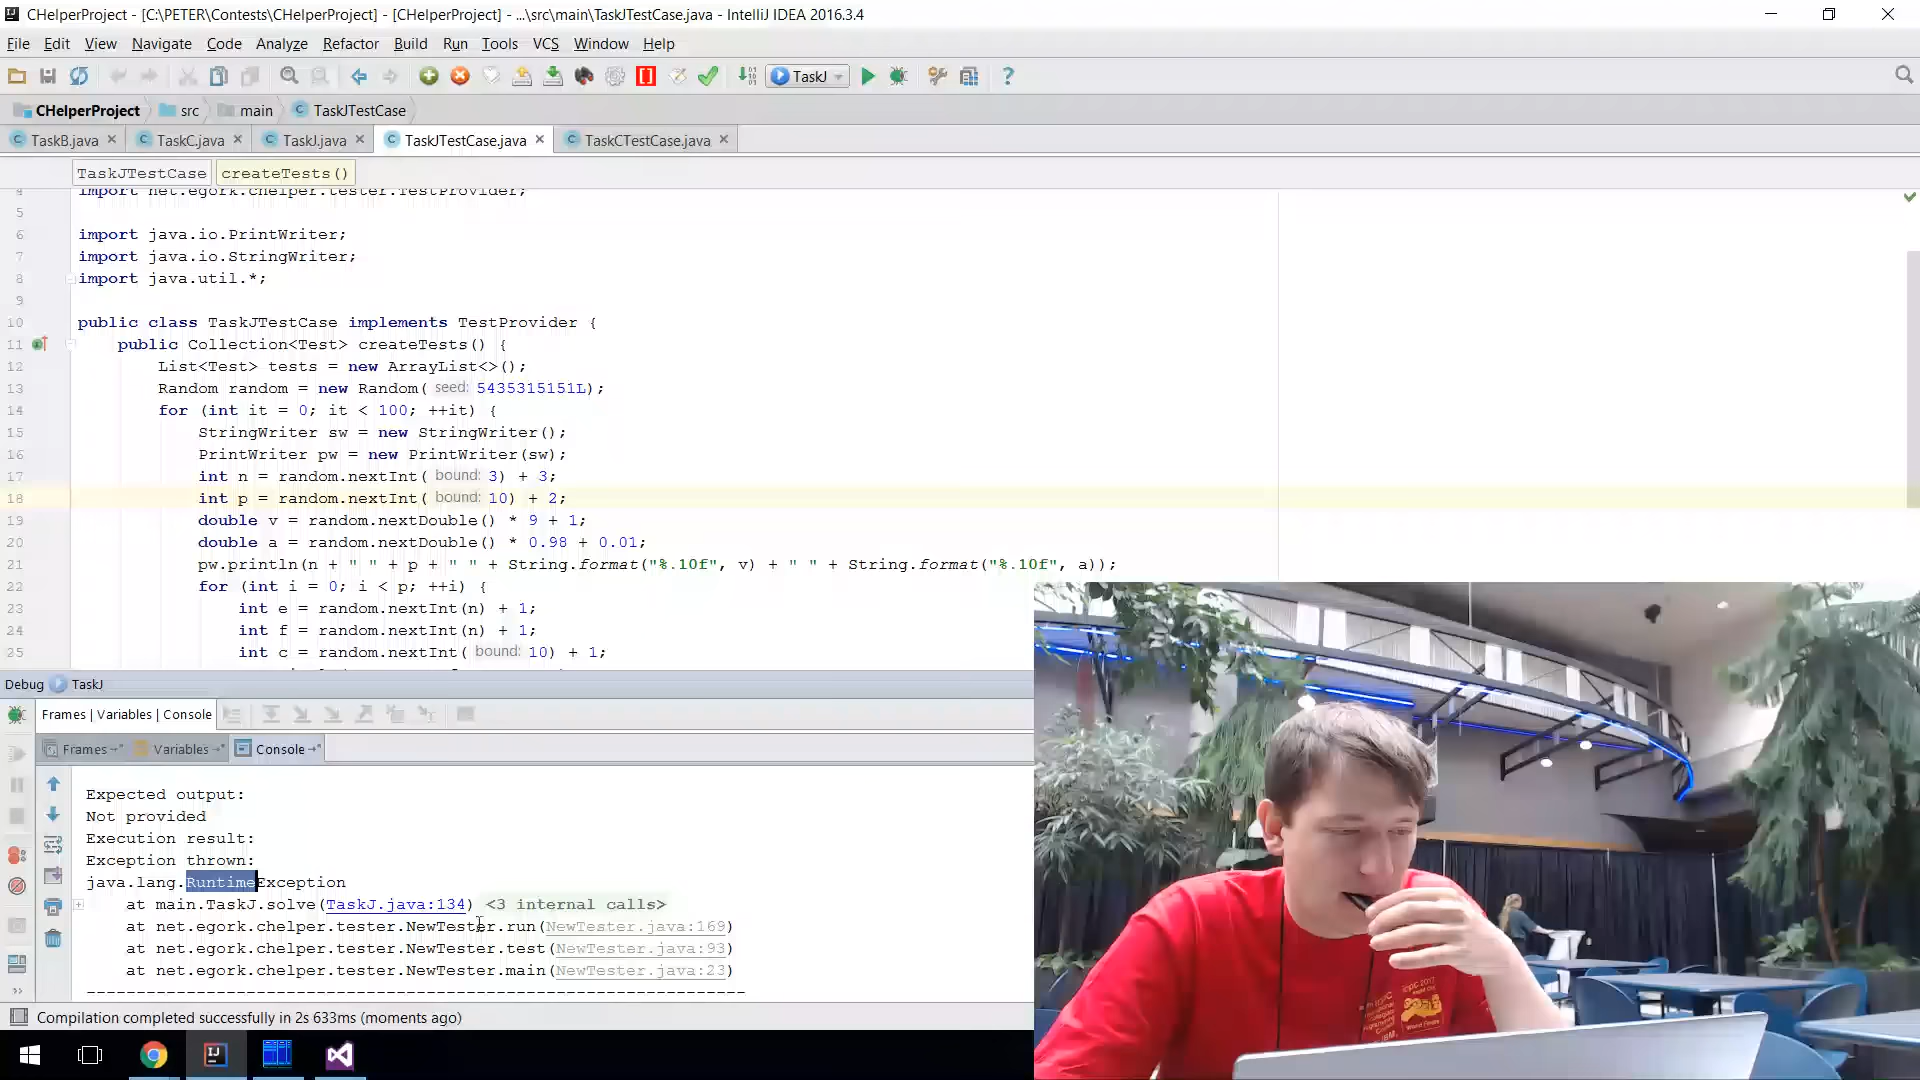 CHelperProject - [C:\PETER\Contests\CHelperProject] - [CHelperProject] - ...\src\main\TaskJTestCase.java - IntelliJ IDEA 2016.3.4
File Edit View Navigate Code Analyze Refactor Build Run Tools VCS Window Help
TaskJ
CHelperProject src main TaskJTestCase
TaskB.java TaskC.java TaskJ.java TaskJTestCase.java TaskCTestCase.java
TaskJTestCase createTests()
4 import net.egork.chelper.tester.TestProvider;
5
6 import java.io.PrintWriter;
7 import java.io.StringWriter;
8 import java.util.*;
9
10 public class TaskJTestCase implements TestProvider {
11 public Collection<Test> createTests() {
12 List<Test> tests = new ArrayList<>();
13 Random random = new Random( seed: 5435315151L);
14 for (int it = 0; it < 100; ++it) {
15 StringWriter sw = new StringWriter();
16 PrintWriter pw = new PrintWriter(sw);
17 int n = random.nextInt( bound: 3) + 3;
18 int p = random.nextInt( bound: 10) + 2;
19 double v = random.nextDouble() * 9 + 1;
20 double a = random.nextDouble() * 0.98 + 0.01;
21 pw.println(n + " " + p + " " + String.format("%.10f", v) + " " + String.format("%.10f", a));
22 for (int i = 0; i < p; ++i) {
23 int e = random.nextInt(n) + 1;
24 int f = random.nextInt(n) + 1;
25 int c = random.nextInt( bound: 10) + 1;
Debug TaskJ
Frames | Variables | Console
Frames Variables Console
Expected output:
Not provided
Execution result:
Exception thrown:
java.lang.RuntimeException
at main.TaskJ.solve(TaskJ.java:134) <3 internal calls>
at net.egork.chelper.tester.NewTester.run(NewTester.java:169)
at net.egork.chelper.tester.NewTester.test(NewTester.java:93)
at net.egork.chelper.tester.NewTester.main(NewTester.java:23)
------------------------------------------------------------------
Compilation completed successfully in 2s 633ms (moments ago)